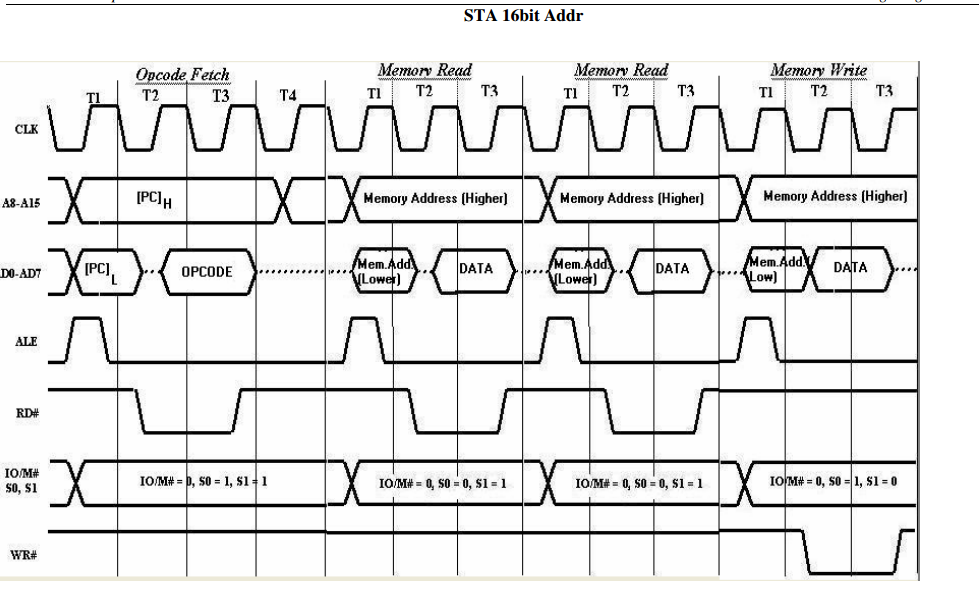 STA 16bit Addr
Opcode Fetch Memory Read Memory Read Memory Write
T1 T2 T3 T4 T1 T2 T3 T1 T2 T3 T1 T2 T3
CLK
A8-A15 [PC]H Memory Address (Higher) Memory Address (Higher) Memory Address (Higher)
D0-AD7 [PC]L OPCODE Mem.Add. DATA Mem.Add. DATA Mem.Add. DATA
(Lower) (Lower) Low)
ALE
RD#
IO/M# IO/M# = 0, S0 = 1, S1 = 1 IO/M# = 0, S0 = 0, S1 = 1 IO/M# = 0, S0 = 0, S1 = 1 IO/M# = 0, S0 = 1, S1 = 0
S0, S1
WR#